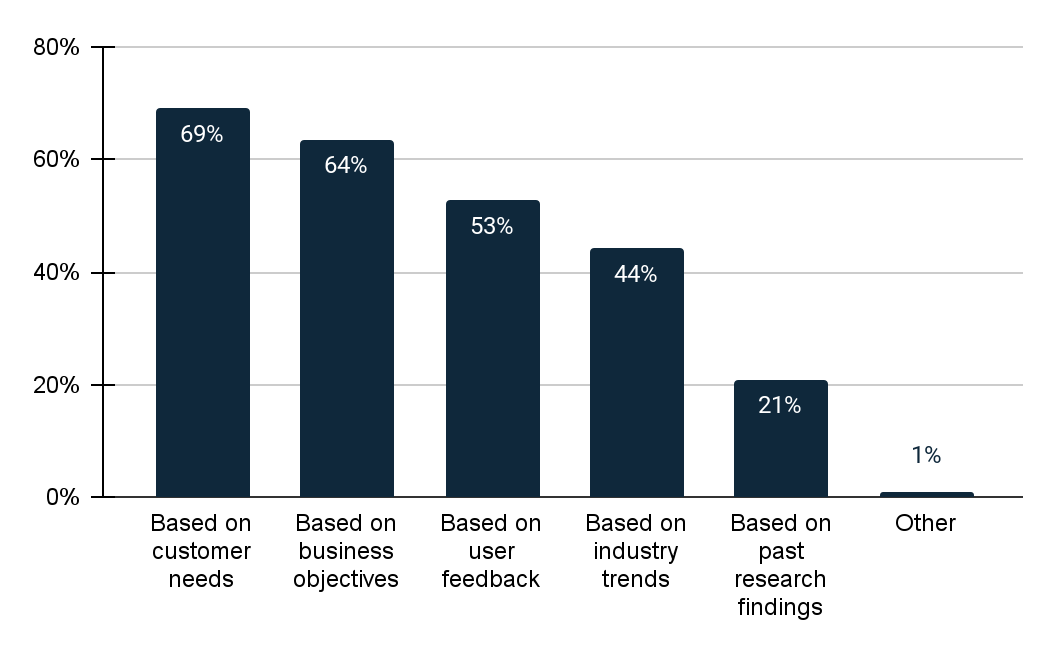 80%
60%
40%
20%
0%
69%
64%
53%
44%
21%
1%
Based on
customer
needs
Based on
business
objectives
Based on
user
feedback
Based on
industry
trends
Based on
past
research
findings
Other